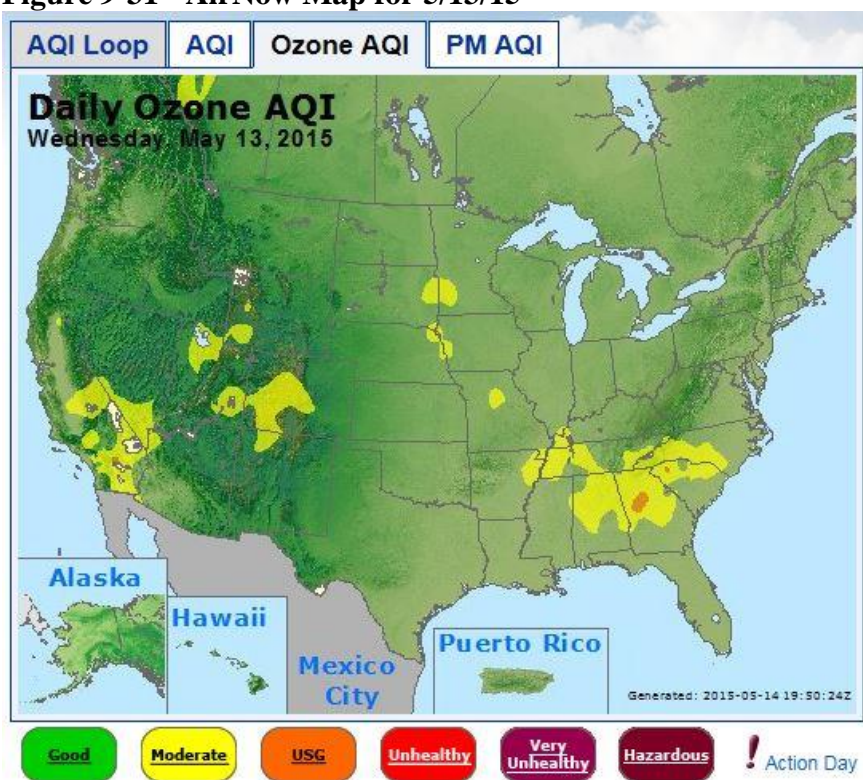 Figure 9-31 AirNow Map for 5/13/15
AQI Loop AQI Ozone AQI PM AQI
Daily Ozone AQI
Wednesday, May 13, 2015
Alaska
Hawaii
Mexico
City
Puerto Rico
Generated: 2015-05-14 19:50:24Z
Good Moderate USG Unhealthy Very Unhealthy Hazardous ! Action Day